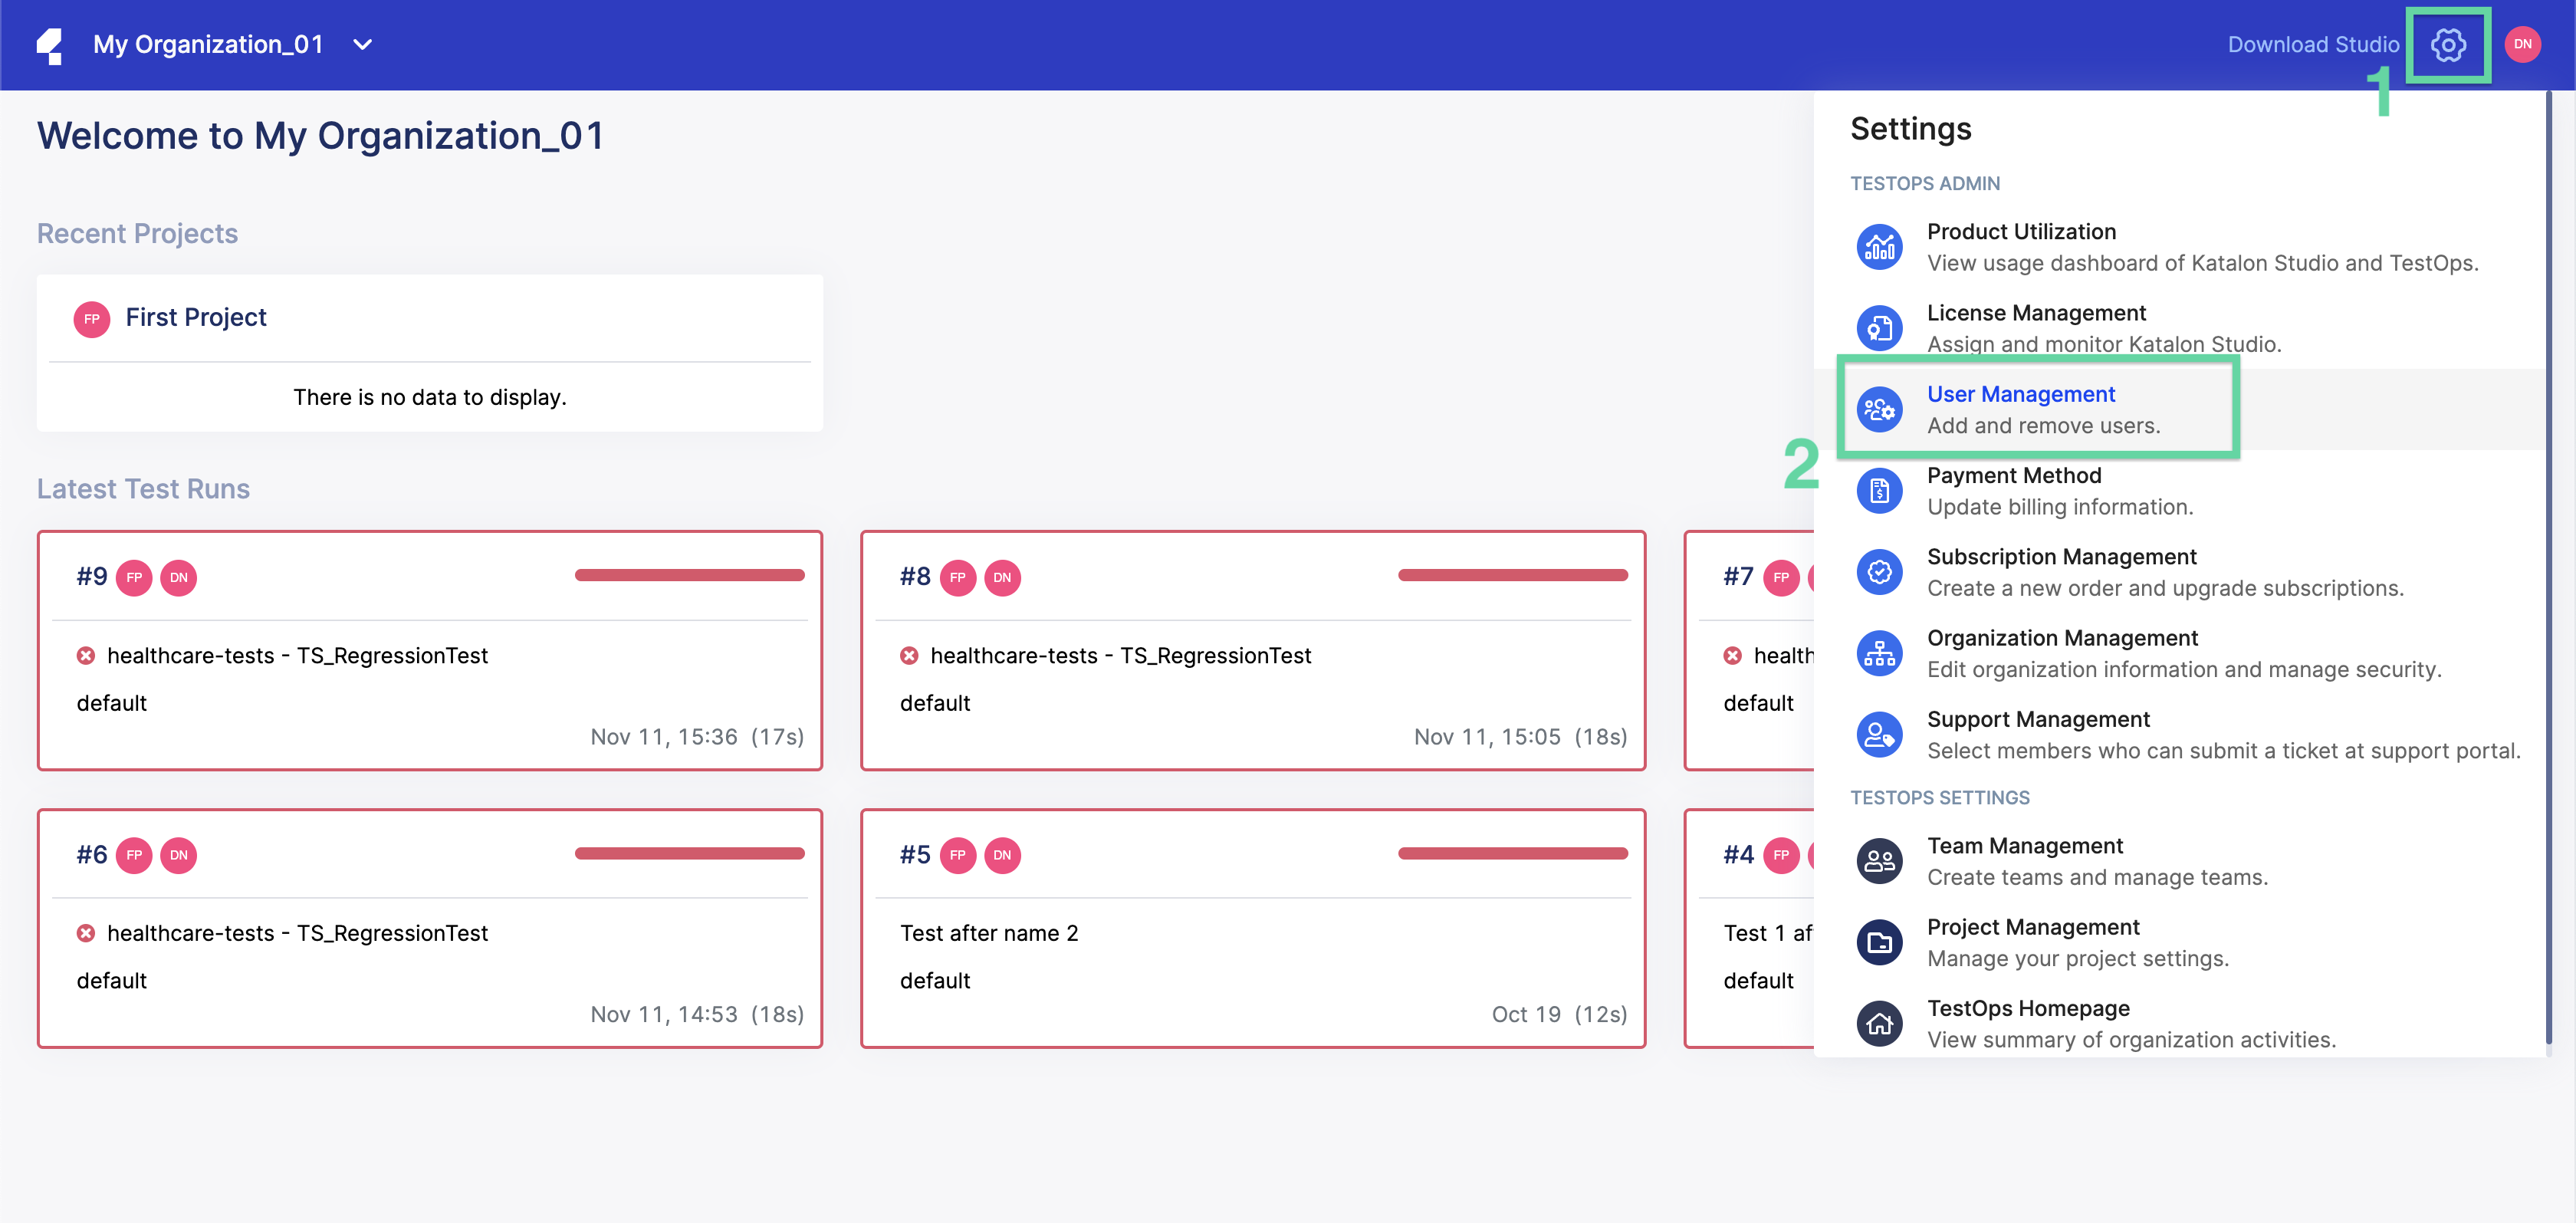 My Organization_01
Download Studio
DN
1
Welcome to My Organization_01
Recent Projects
FP First Project
There is no data to display.
Latest Test Runs
#9 FP DN
healthcare-tests - TS_RegressionTest
default
Nov 11, 15:36 (17s)
#8 FP DN
healthcare-tests - TS_RegressionTest
default
Nov 11, 15:05 (18s)
#7 FP
health
default
#6 FP DN
healthcare-tests - TS_RegressionTest
default
Nov 11, 14:53 (18s)
#5 FP DN
Test after name 2
default
Oct 19 (12s)
#4 FP
Test 1 af
default
Settings
TESTOPS ADMIN
Product Utilization
View usage dashboard of Katalon Studio and TestOps.
License Management
Assign and monitor Katalon Studio.
2
User Management
Add and remove users.
Payment Method
Update billing information.
Subscription Management
Create a new order and upgrade subscriptions.
Organization Management
Edit organization information and manage security.
Support Management
Select members who can submit a ticket at support portal.
TESTOPS SETTINGS
Team Management
Create teams and manage teams.
Project Management
Manage your project settings.
TestOps Homepage
View summary of organization activities.